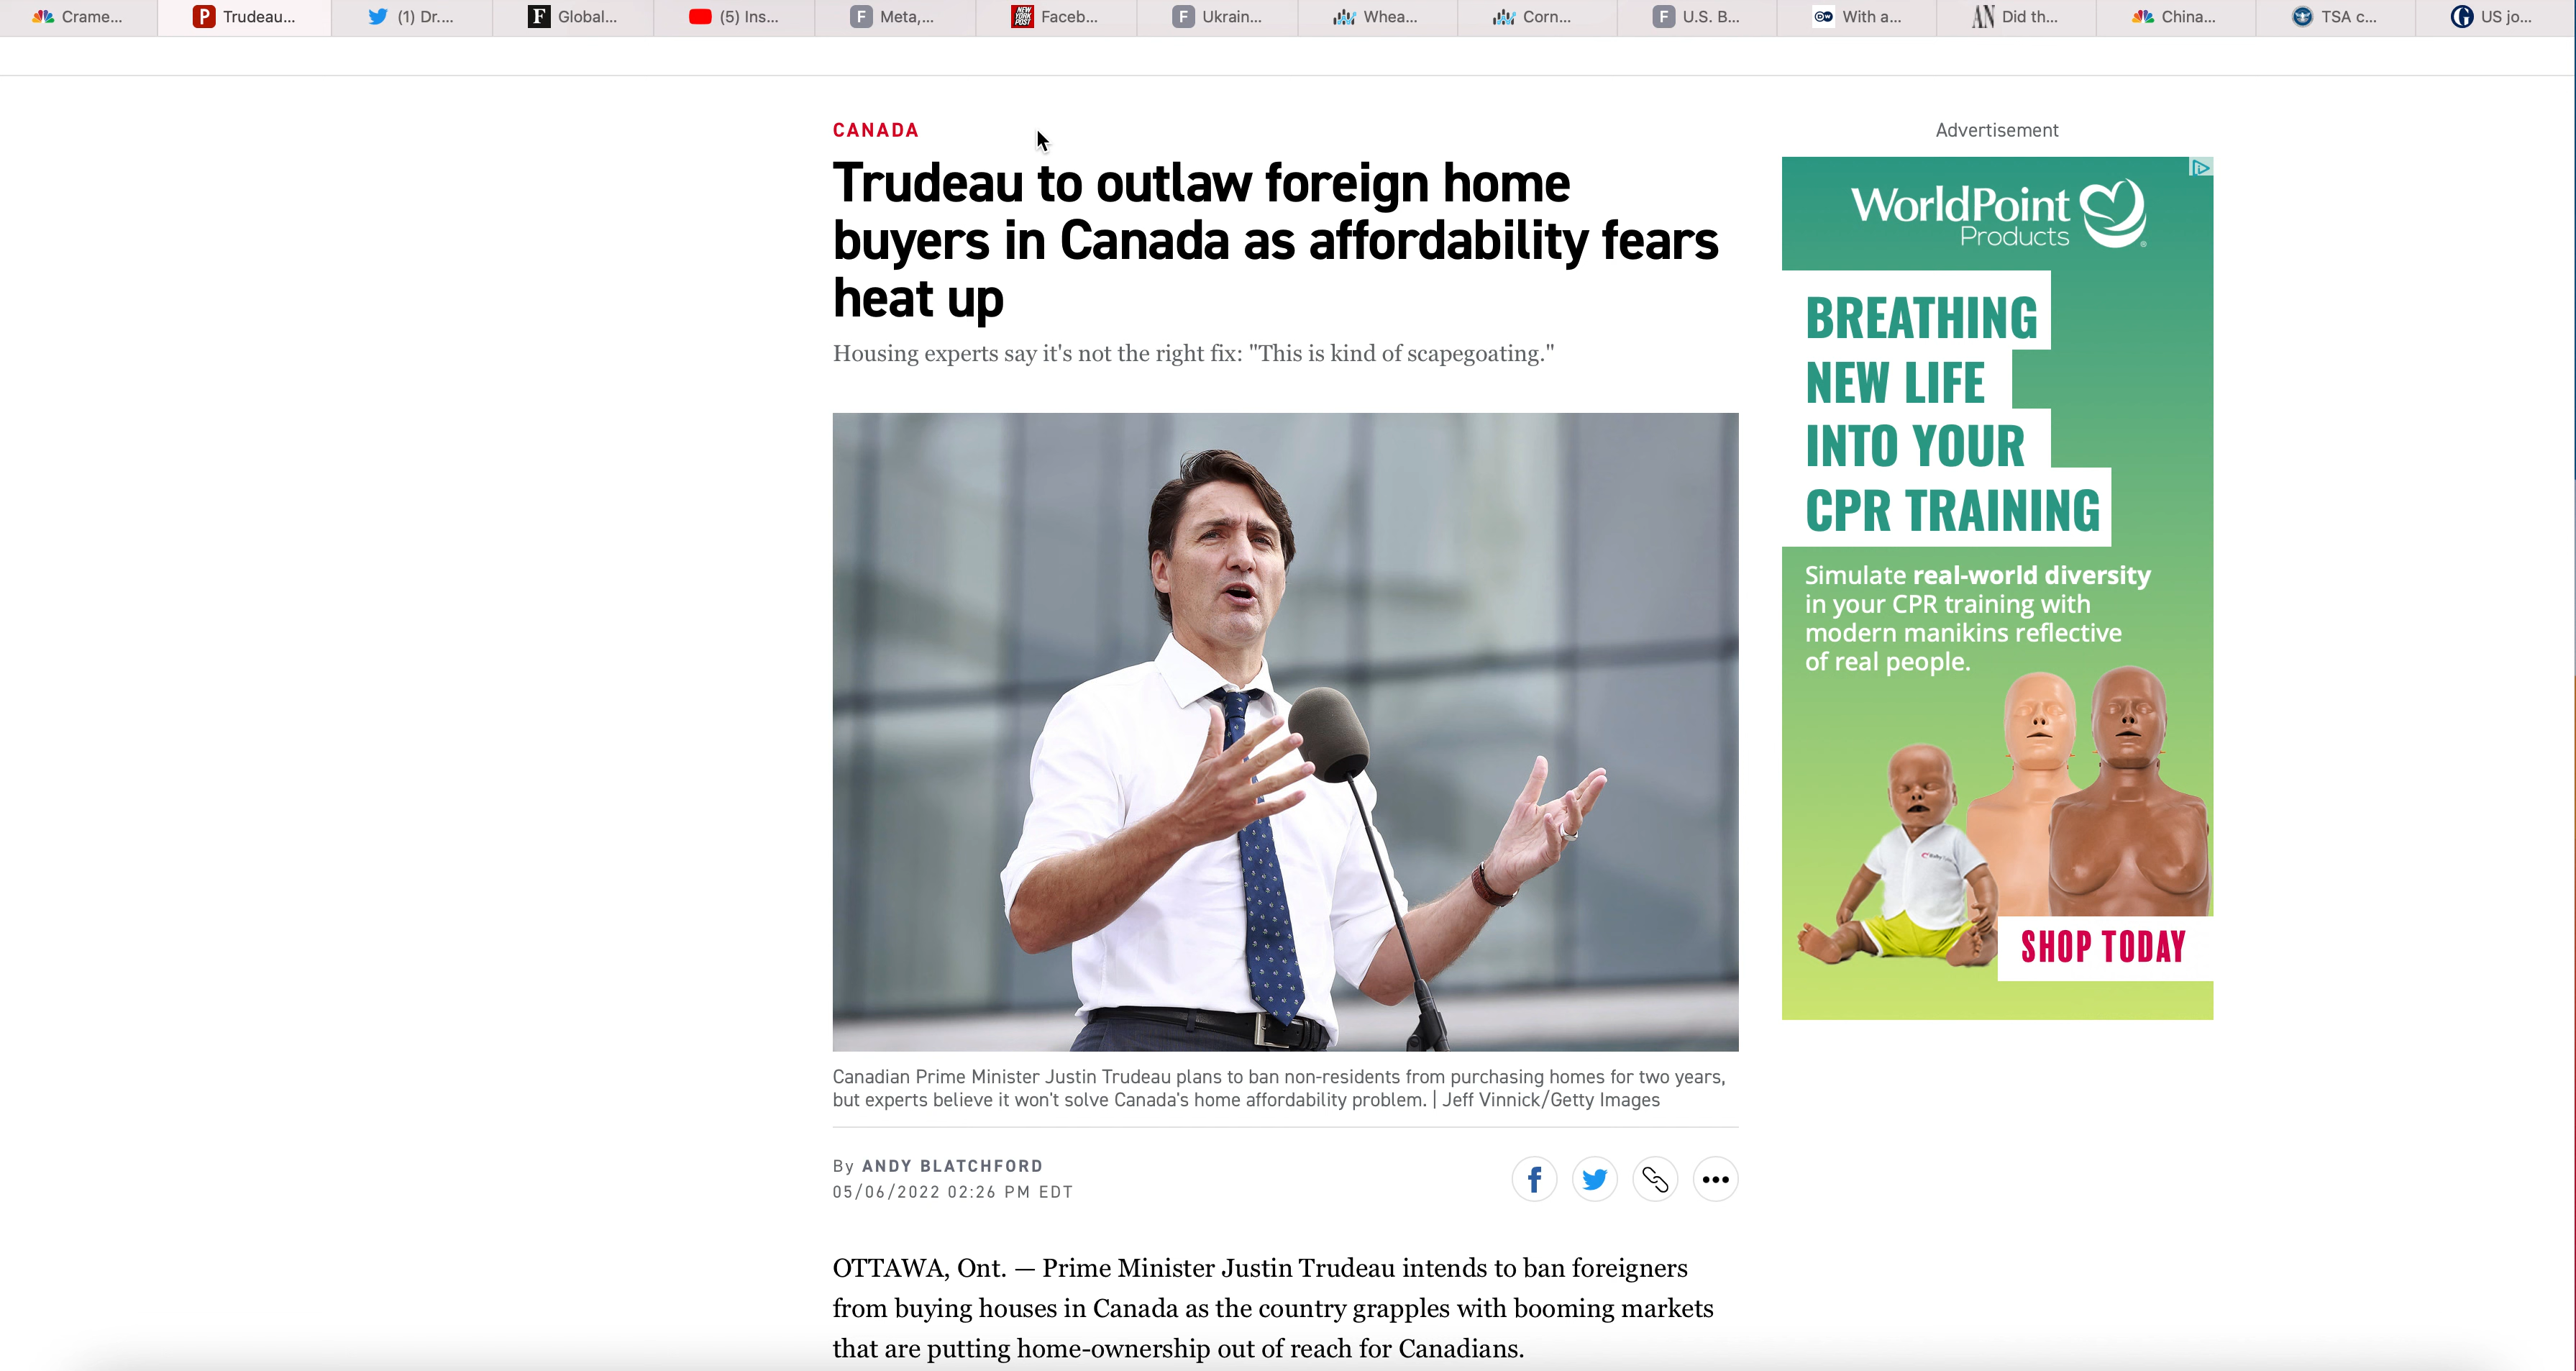 Crame...
Trudeau...
(1) Dr....
Global...
(5) Ins...
Meta,...
Faceb...
Ukrain...
Whea...
Corn...
U.S. B...
With a...
Did th...
China...
TSA c...
US jo...
CANADA
Trudeau to outlaw foreign home
buyers in Canada as affordability fears
heat up
Housing experts say it's not the right fix: "This is kind of scapegoating."
Canadian Prime Minister Justin Trudeau plans to ban non-residents from purchasing homes for two years,
but experts believe it won't solve Canada's home affordability problem. | Jeff Vinnick/Getty Images
By ANDY BLATCHFORD
05/06/2022 02:26 PM EDT
OTTAWA, Ont. — Prime Minister Justin Trudeau intends to ban foreigners
from buying houses in Canada as the country grapples with booming markets
that are putting home-ownership out of reach for Canadians.
Advertisement
WorldPoint
Products
BREATHING
NEW LIFE
INTO YOUR
CPR TRAINING
Simulate real-world diversity
in your CPR training with
modern manikins reflective
of real people.
SHOP TODAY